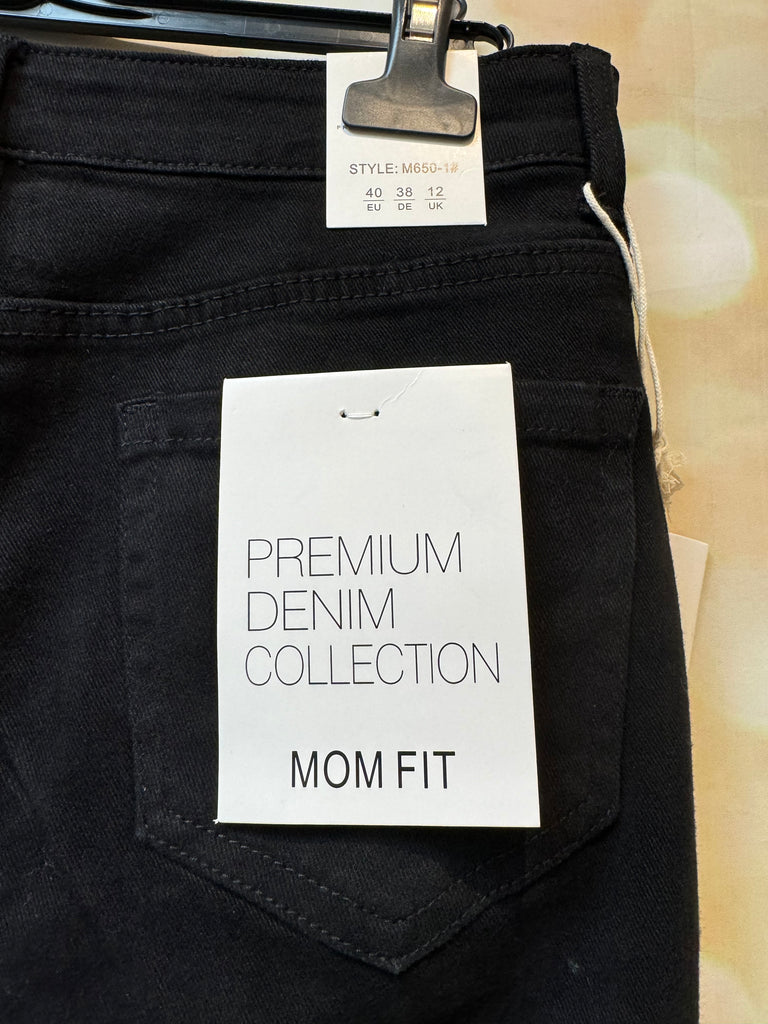 STYLE: M650-1#
40 38 12
EU DE UK
PREMIUM
DENIM
COLLECTION
MOM FIT